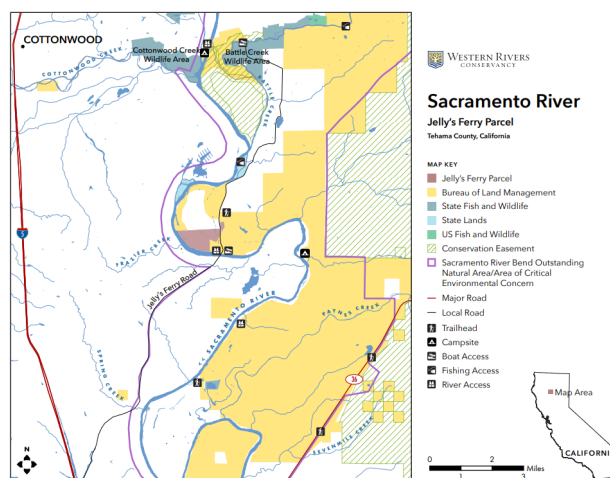 COTTONWOOD
Cottonwood Creek
Wildlife Area
Battle Creek
Wildlife Area
COTTONWOOD CREEK
BATTLE CREEK
5
FRAZIER CREEK
Jelly's Ferry Road
SACRAMENTO RIVER
PAYNES CREEK
SPRING CREEK
36
SEVENMILE CREEK
N
WESTERN RIVERS
CONSERVANCY
Sacramento River
Jelly's Ferry Parcel
Tehama County, California
MAP KEY
Jelly's Ferry Parcel
Bureau of Land Management
State Fish and Wildlife
State Lands
US Fish and Wildlife
Conservation Easement
Sacramento River Bend Outstanding
Natural Area/Area of Critical
Environmental Concern
Major Road
Local Road
Trailhead
Campsite
Boat Access
Fishing Access
River Access
0 2
1 3 Miles
Map Area
CALIFORNI